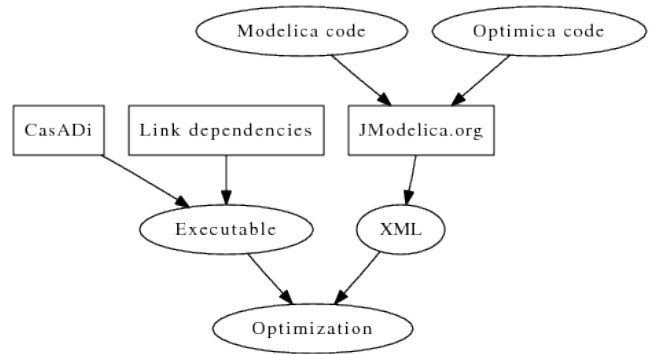 Modelica code
Optimica code
CasADi
Link dependencies
JModelica.org
Executable
XML
Optimization